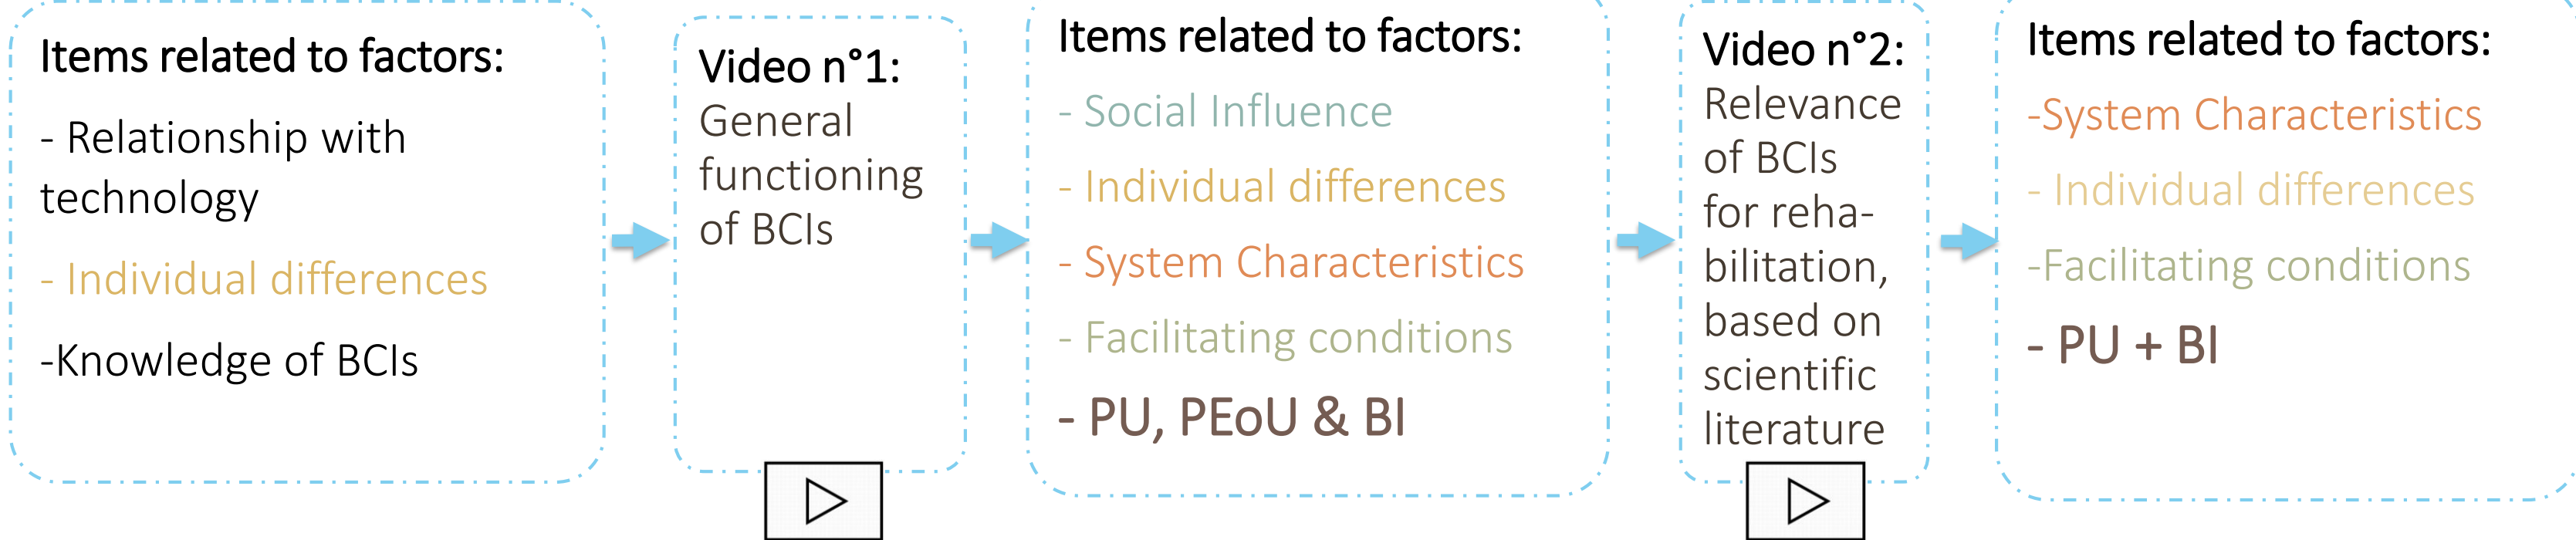 Items related to factors:
- Relationship with
technology
- Individual differences
-Knowledge of BCIs
Video n°1:
General
functioning
of BCIs
Items related to factors:
- Social Influence
- Individual differences
- System Characteristics
- Facilitating conditions
- PU, PEoU & BI
Video n°2:
Relevance
of BCIs
for reha-
bilitation,
based on
scientific
literature
Items related to factors:
-System Characteristics
- Individual differences
-Facilitating conditions
- PU + BI